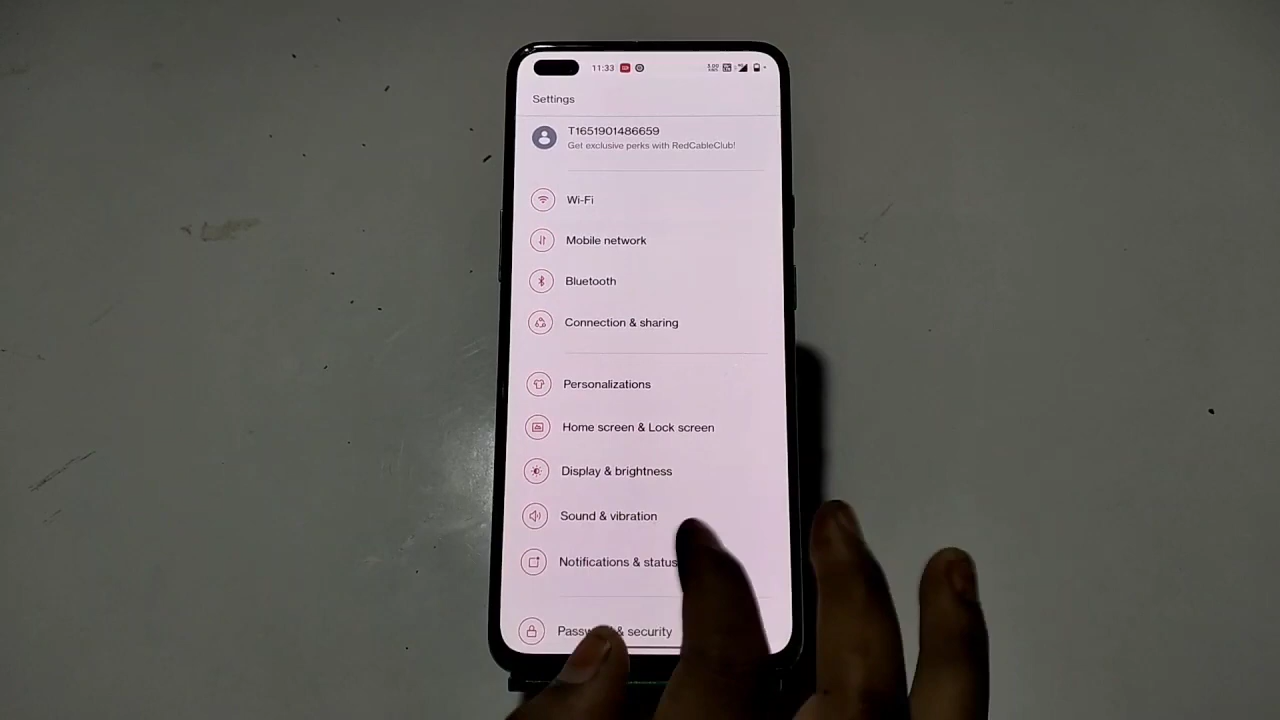 11:33
Settings
T1651901486659
Get exclusive perks with RedCableClub!
Wi-Fi
Mobile network
Bluetooth
Connection & sharing
Personalizations
Home screen & Lock screen
Display & brightness
Sound & vibration
Notifications & status
& security